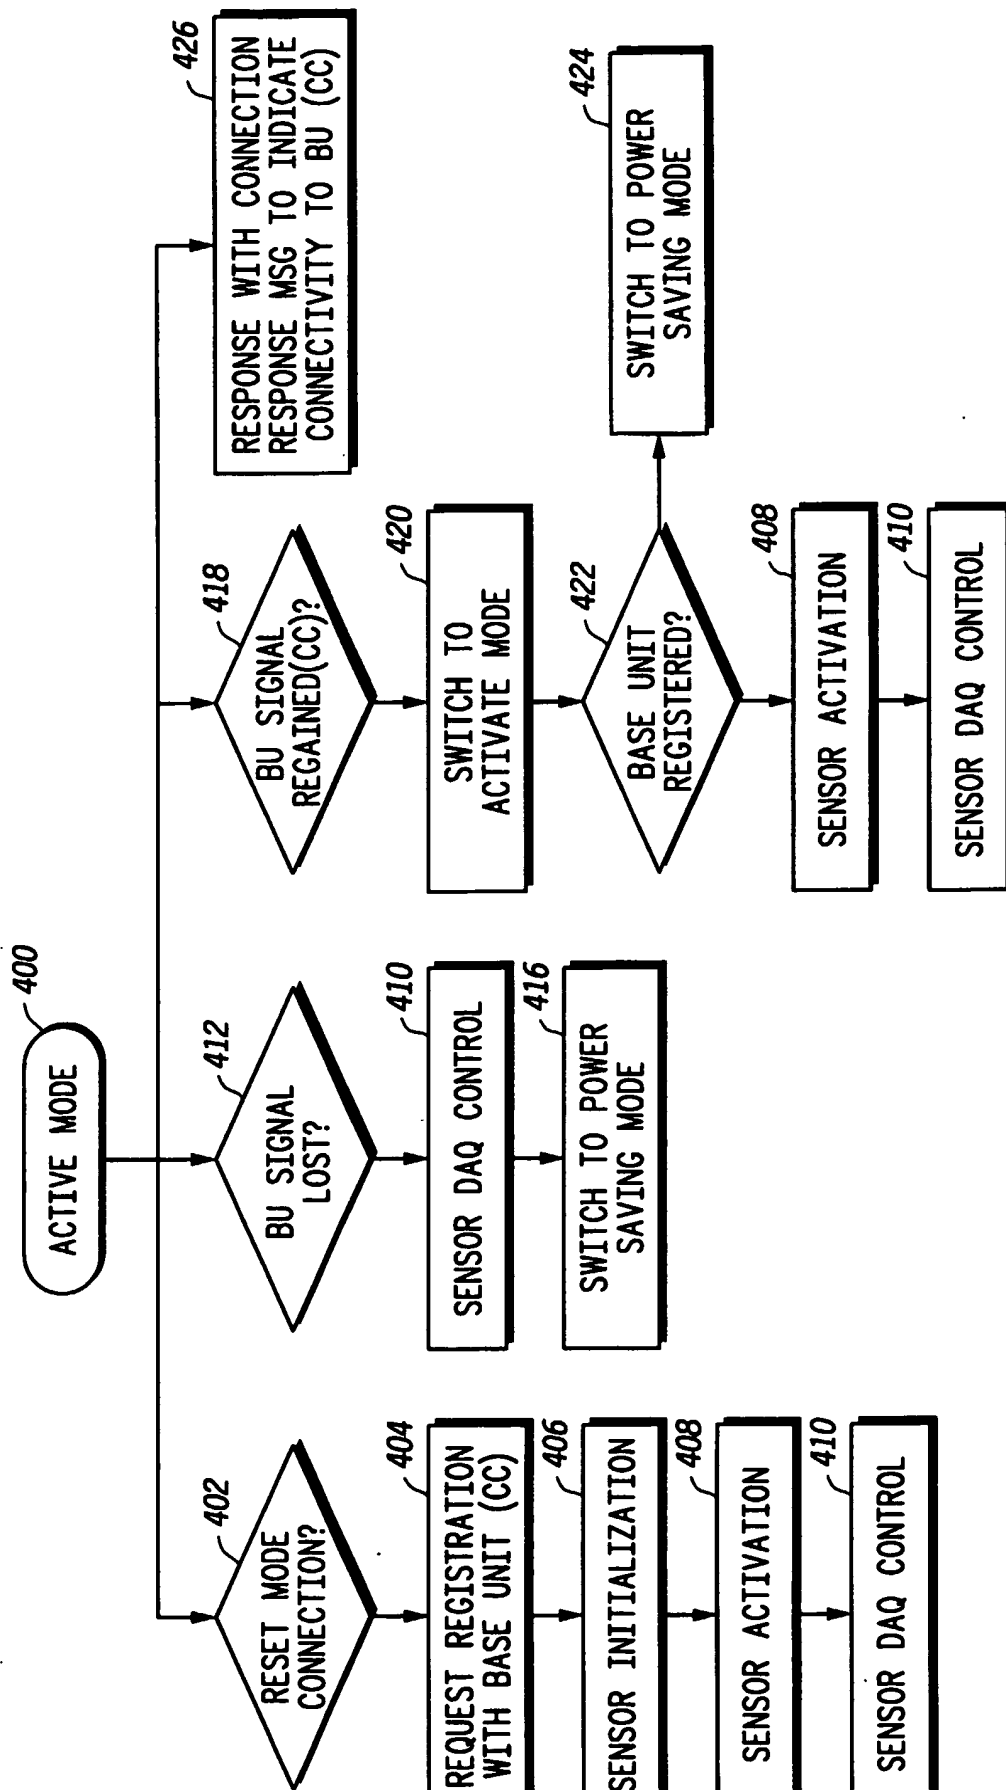 400
ACTIVE MODE
402
RESET MODE
CONNECTION?
404
REQUEST REGISTRATION
WITH BASE UNIT (CC)
406
SENSOR INITIALIZATION
408
SENSOR ACTIVATION
410
SENSOR DAQ CONTROL
412
BU SIGNAL
LOST?
410
SENSOR DAQ CONTROL
416
SWITCH TO POWER
SAVING MODE
418
BU SIGNAL
REGAINED(CC)?
420
SWITCH TO
ACTIVATE MODE
422
BASE UNIT
REGISTERED?
424
SWITCH TO POWER
SAVING MODE
408
SENSOR ACTIVATION
410
SENSOR DAQ CONTROL
426
RESPONSE WITH CONNECTION
RESPONSE MSG TO INDICATE
CONNECTIVITY TO BU (CC)